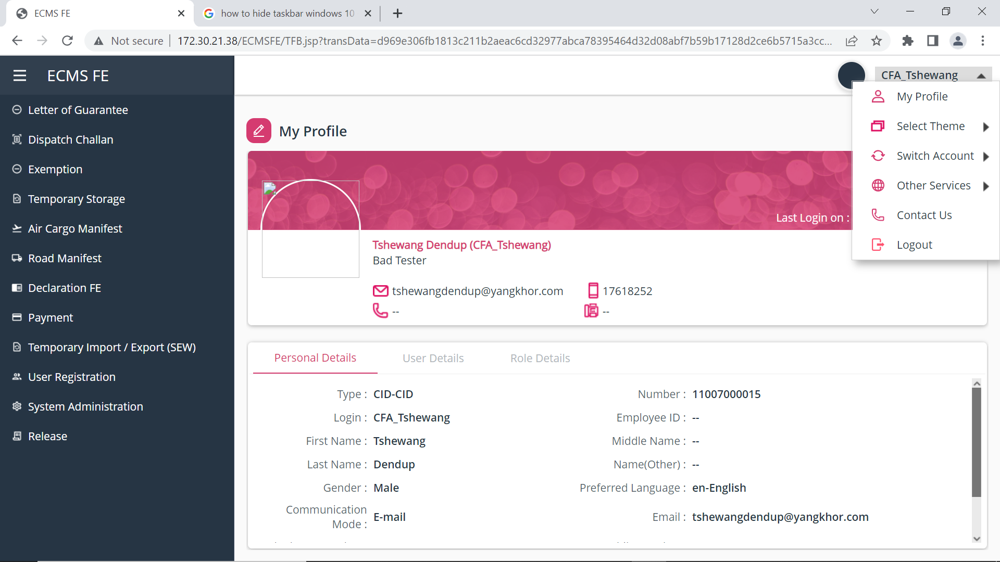 ECMS FE
how to hide taskbar windows 10
Not secure
172.30.21.38/ECMSFE/TFB.jsp?transData=d969e306fb1813c211b2aeac6cd32977abca78395464d32d08abf7b59b17128d2ce6b5715a3cc...
ECMS FE
CFA_Tshewang
My Profile
Select Theme
Switch Account
Other Services
Contact Us
Logout
Letter of Guarantee
Dispatch Challan
Exemption
Temporary Storage
Air Cargo Manifest
Road Manifest
Declaration FE
Payment
Temporary Import / Export (SEW)
User Registration
System Administration
Release
My Profile
Last Login on :
Tshewang Dendup (CFA_Tshewang)
Bad Tester
tshewangdendup@yangkhor.com
17618252
--
--
Personal Details
User Details
Role Details
Type : CID-CID
Number : 11007000015
Login : CFA_Tshewang
Employee ID : --
First Name : Tshewang
Middle Name : --
Last Name : Dendup
Name(Other) : --
Gender : Male
Preferred Language : en-English
Communication
Mode : E-mail
Email : tshewangdendup@yangkhor.com